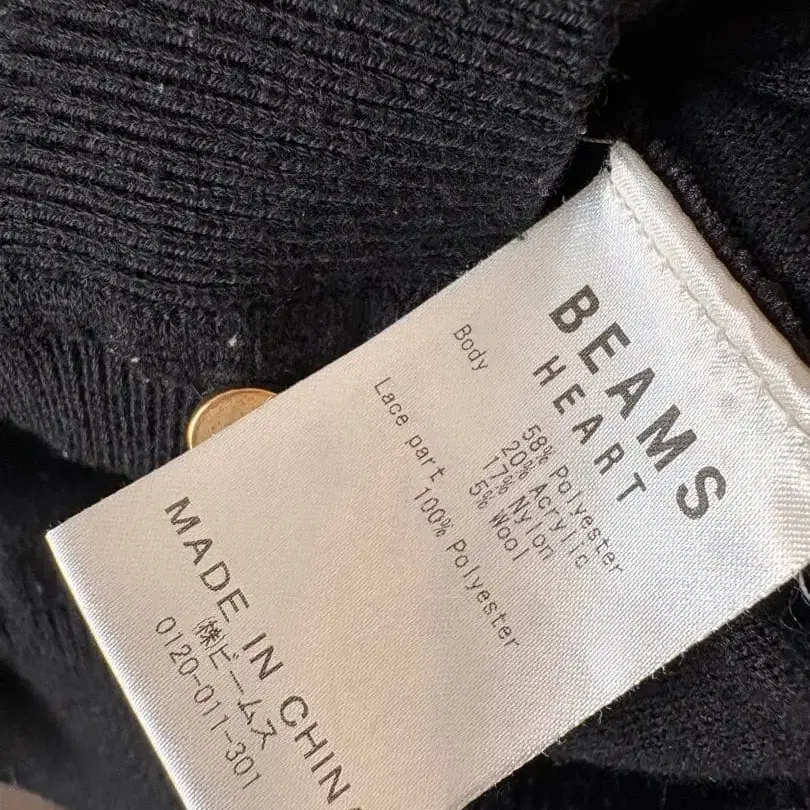 BEAMS
HEART
Body
58% Polyester
20% Acrylic
17% Nylon
5% Wool
Lace part 100% Polyester
MADE IN CHINA
㈱ビームス
0120-011-301